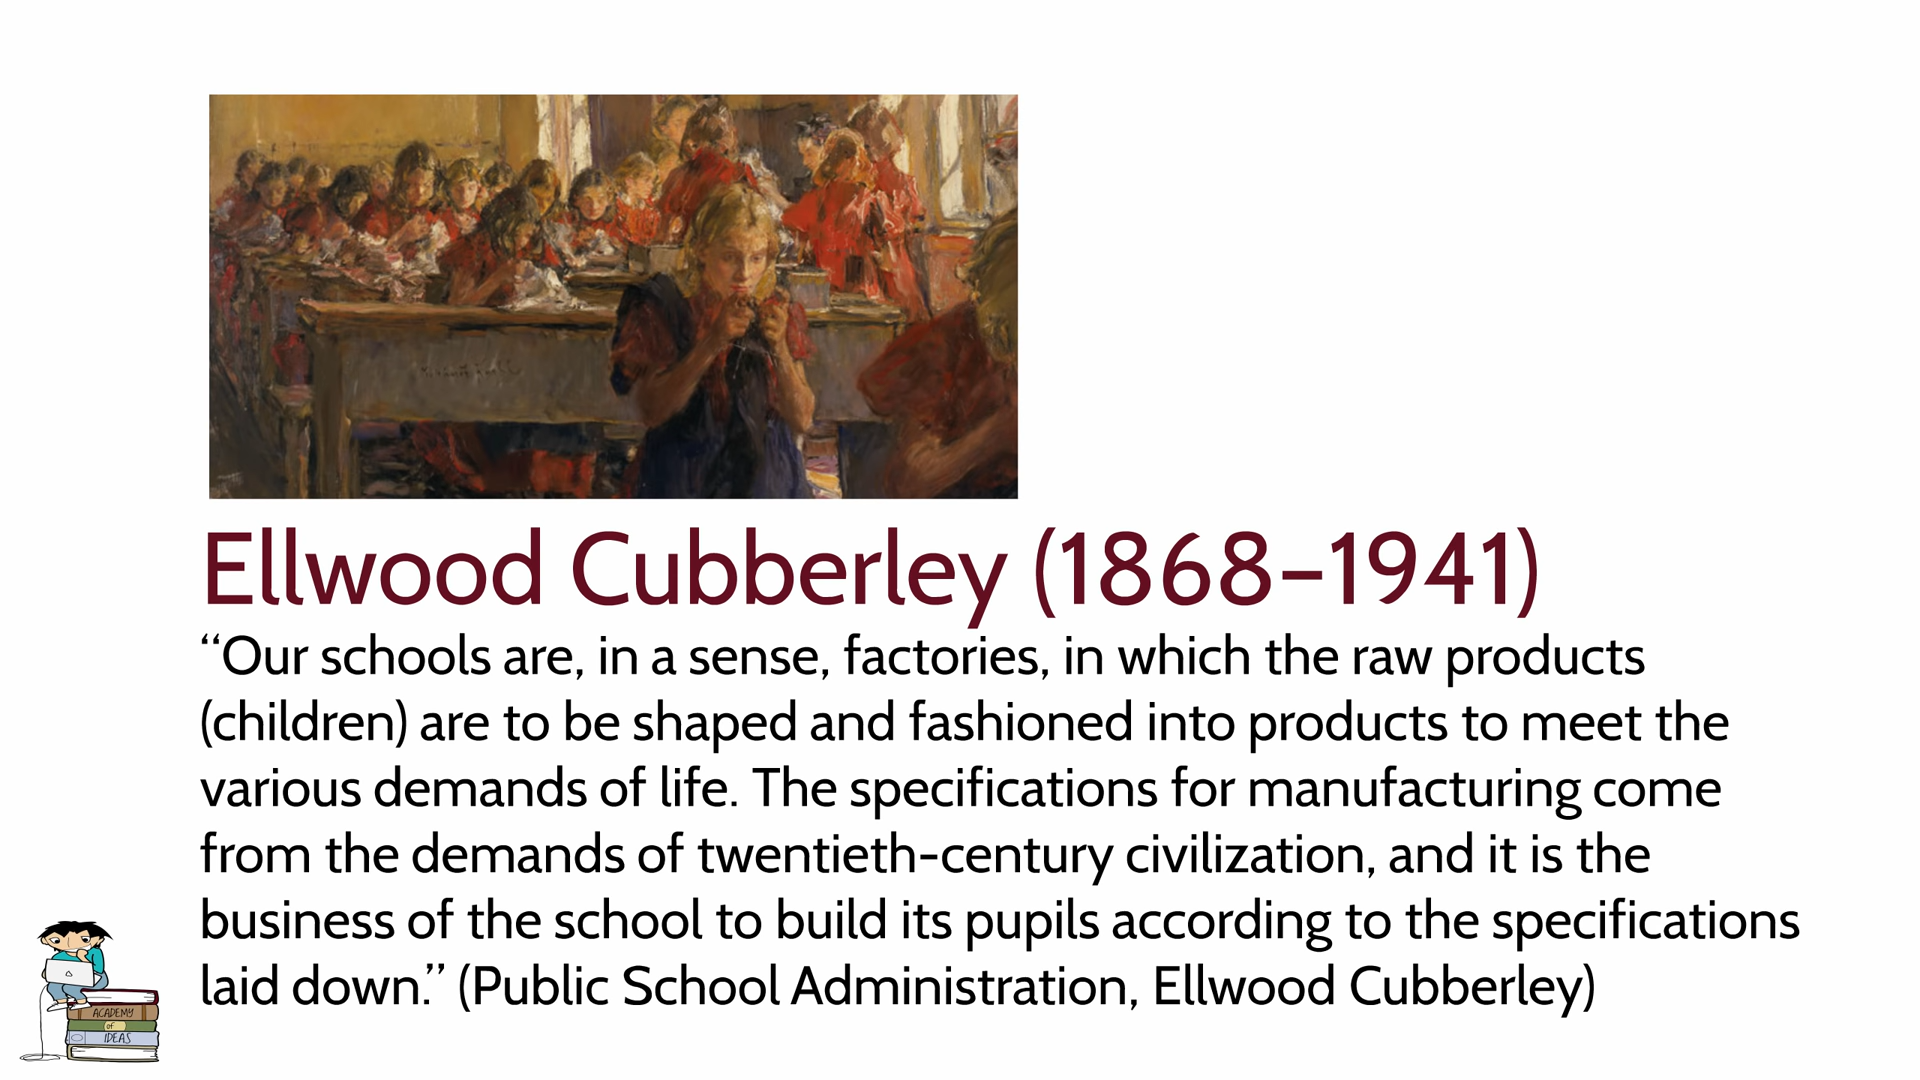 Ellwood Cubberley (1868–1941)
“Our schools are, in a sense, factories, in which the raw products
(children) are to be shaped and fashioned into products to meet the
various demands of life. The specifications for manufacturing come
from the demands of twentieth-century civilization, and it is the
business of the school to build its pupils according to the specifications
laid down.” (Public School Administration, Ellwood Cubberley)
ACADEMY
of
IDEAS